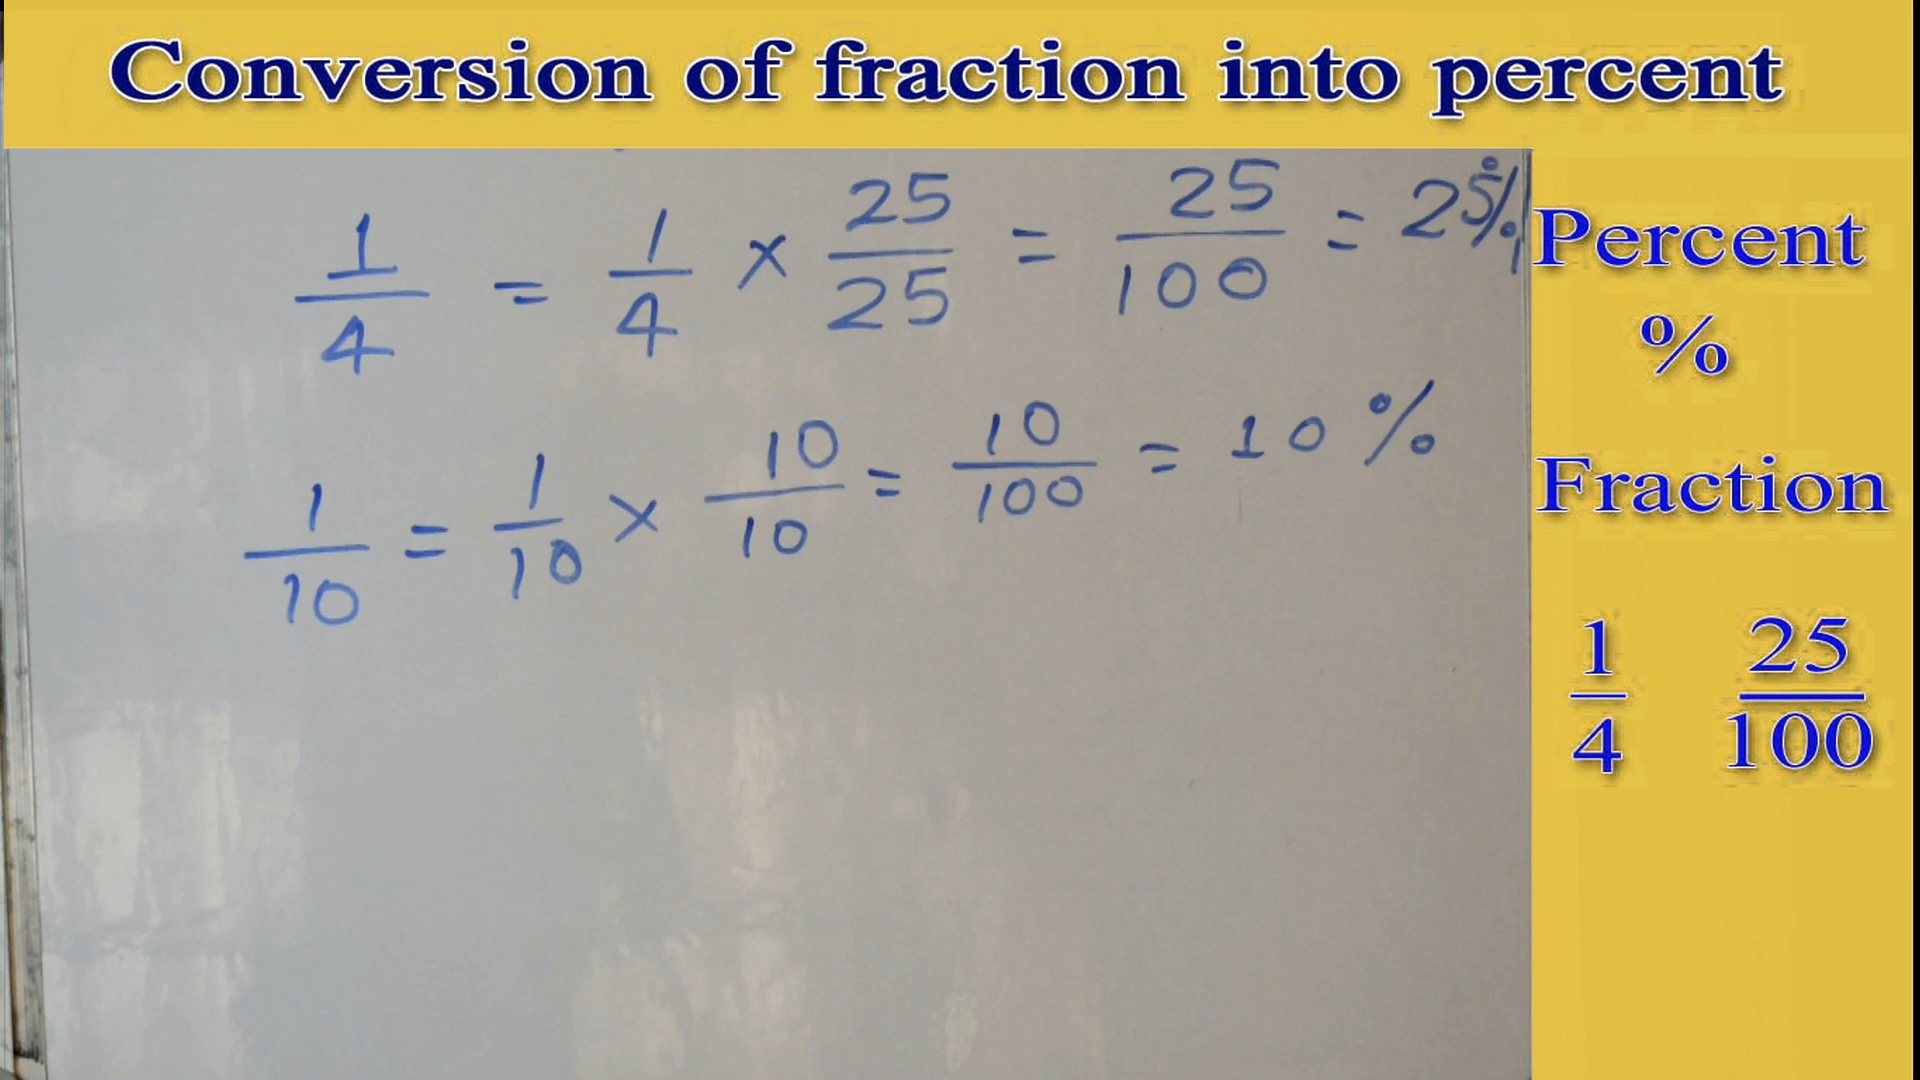 Conversion of fraction into percent
1/4 = 1/4 × 25/25 = 25/100 = 25%
1/10 = 1/10 × 10/10 = 10/100 = 10%
Percent
%
Fraction
1/4 25/100